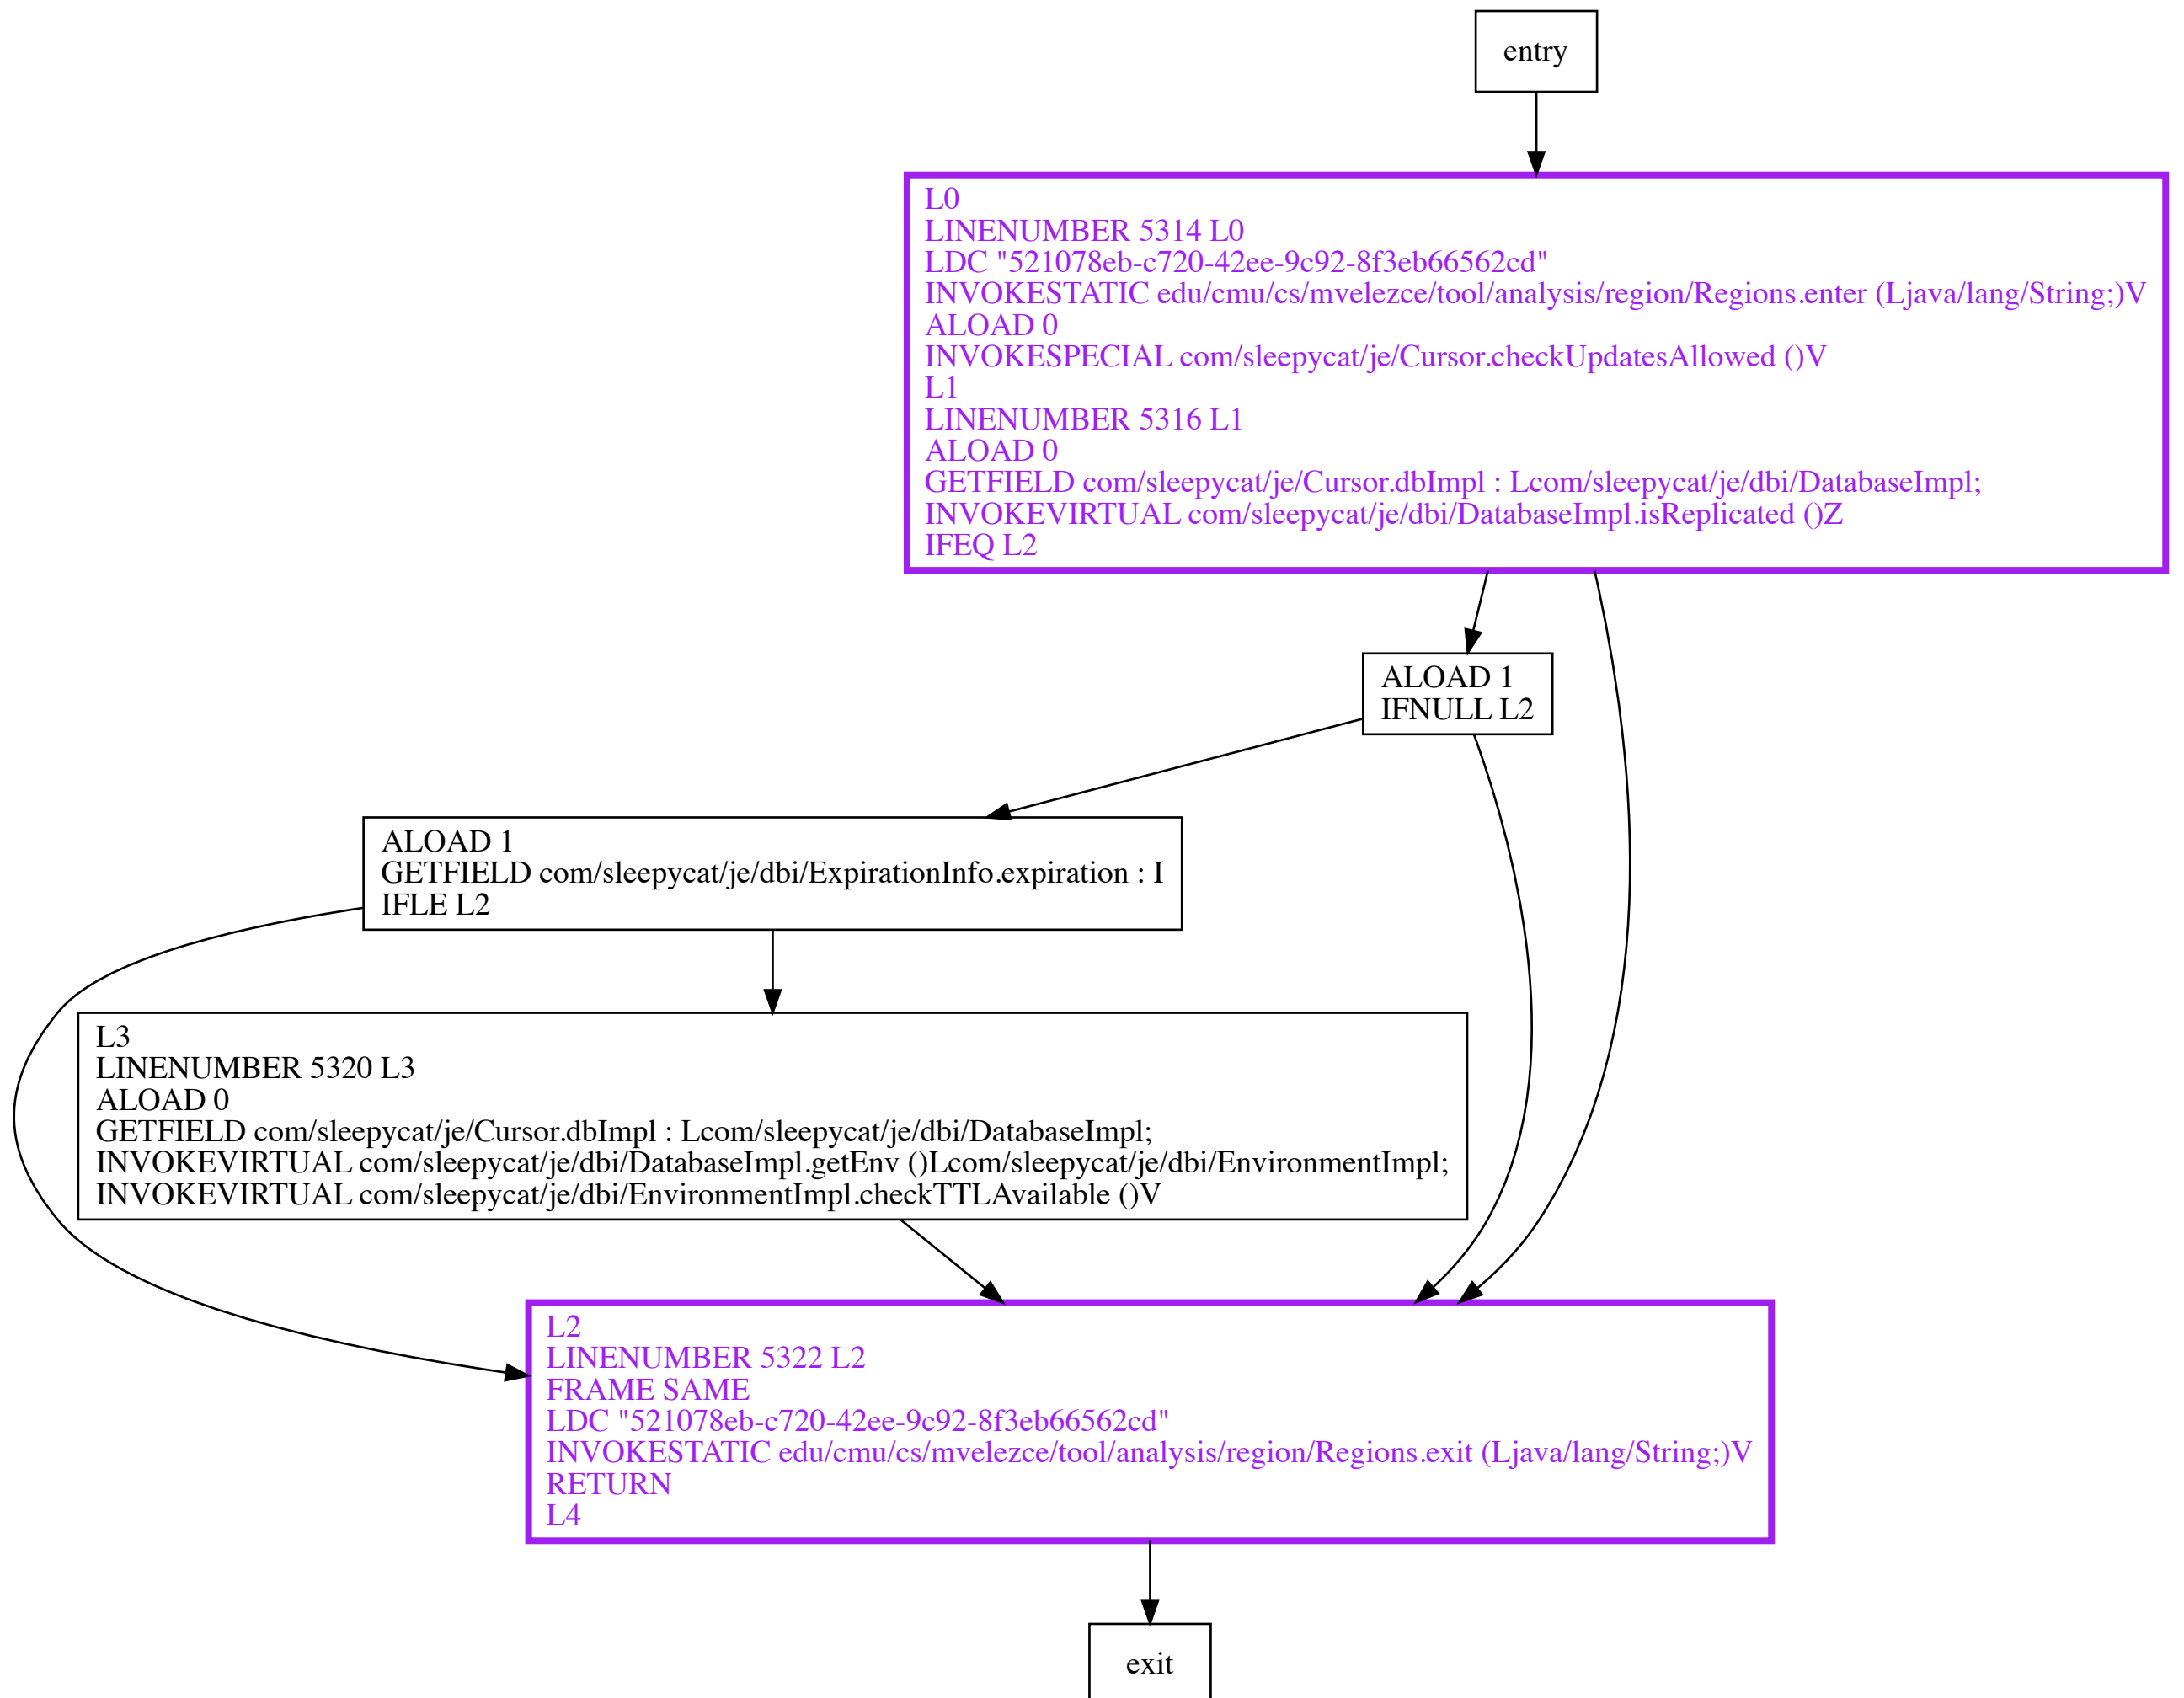 entry
L0
LINENUMBER 5314 L0
LDC "521078eb-c720-42ee-9c92-8f3eb66562cd"
INVOKESTATIC edu/cmu/cs/mvelezce/tool/analysis/region/Regions.enter (Ljava/lang/String;)V
ALOAD 0
INVOKESPECIAL com/sleepycat/je/Cursor.checkUpdatesAllowed ()V
L1
LINENUMBER 5316 L1
ALOAD 0
GETFIELD com/sleepycat/je/Cursor.dbImpl : Lcom/sleepycat/je/dbi/DatabaseImpl;
INVOKEVIRTUAL com/sleepycat/je/dbi/DatabaseImpl.isReplicated ()Z
IFEQ L2
ALOAD 1
IFNULL L2
ALOAD 1
GETFIELD com/sleepycat/je/dbi/ExpirationInfo.expiration : I
IFLE L2
L3
LINENUMBER 5320 L3
ALOAD 0
GETFIELD com/sleepycat/je/Cursor.dbImpl : Lcom/sleepycat/je/dbi/DatabaseImpl;
INVOKEVIRTUAL com/sleepycat/je/dbi/DatabaseImpl.getEnv ()Lcom/sleepycat/je/dbi/EnvironmentImpl;
INVOKEVIRTUAL com/sleepycat/je/dbi/EnvironmentImpl.checkTTLAvailable ()V
L2
LINENUMBER 5322 L2
FRAME SAME
LDC "521078eb-c720-42ee-9c92-8f3eb66562cd"
INVOKESTATIC edu/cmu/cs/mvelezce/tool/analysis/region/Regions.exit (Ljava/lang/String;)V
RETURN
L4
exit